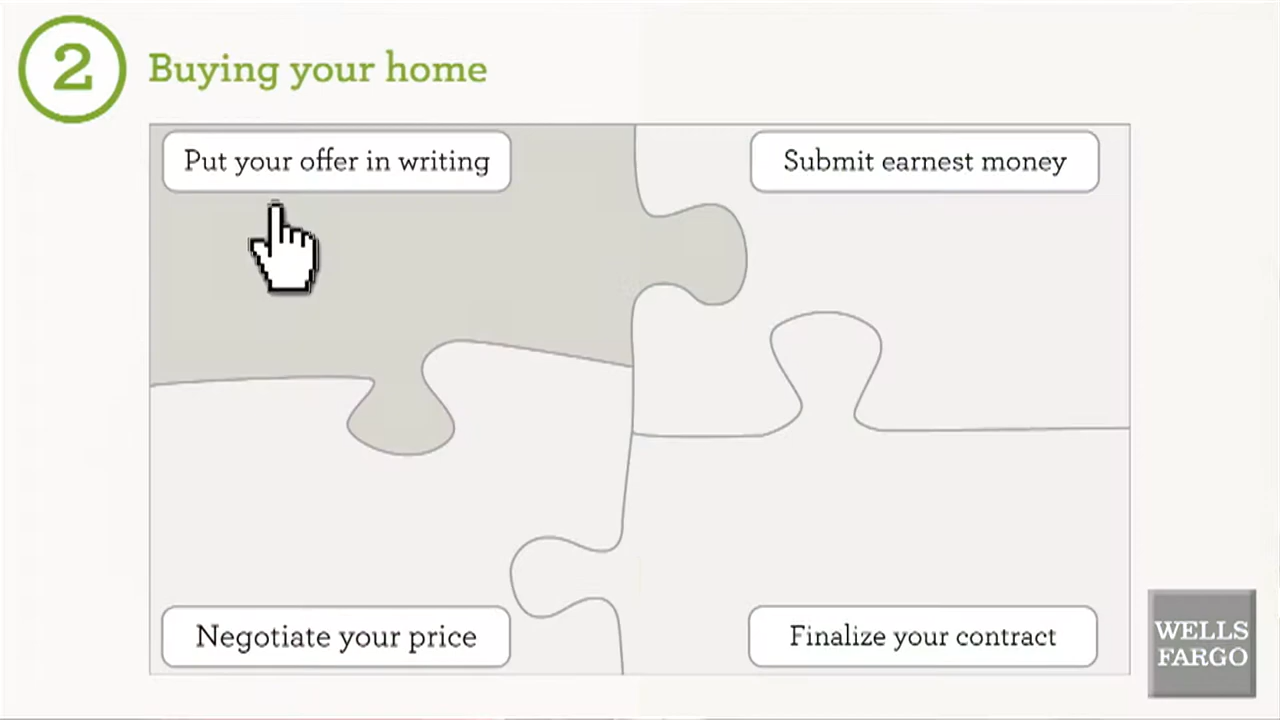 2
Buying your home
Put your offer in writing
Submit earnest money
Negotiate your price
Finalize your contract
WELLS
FARGO